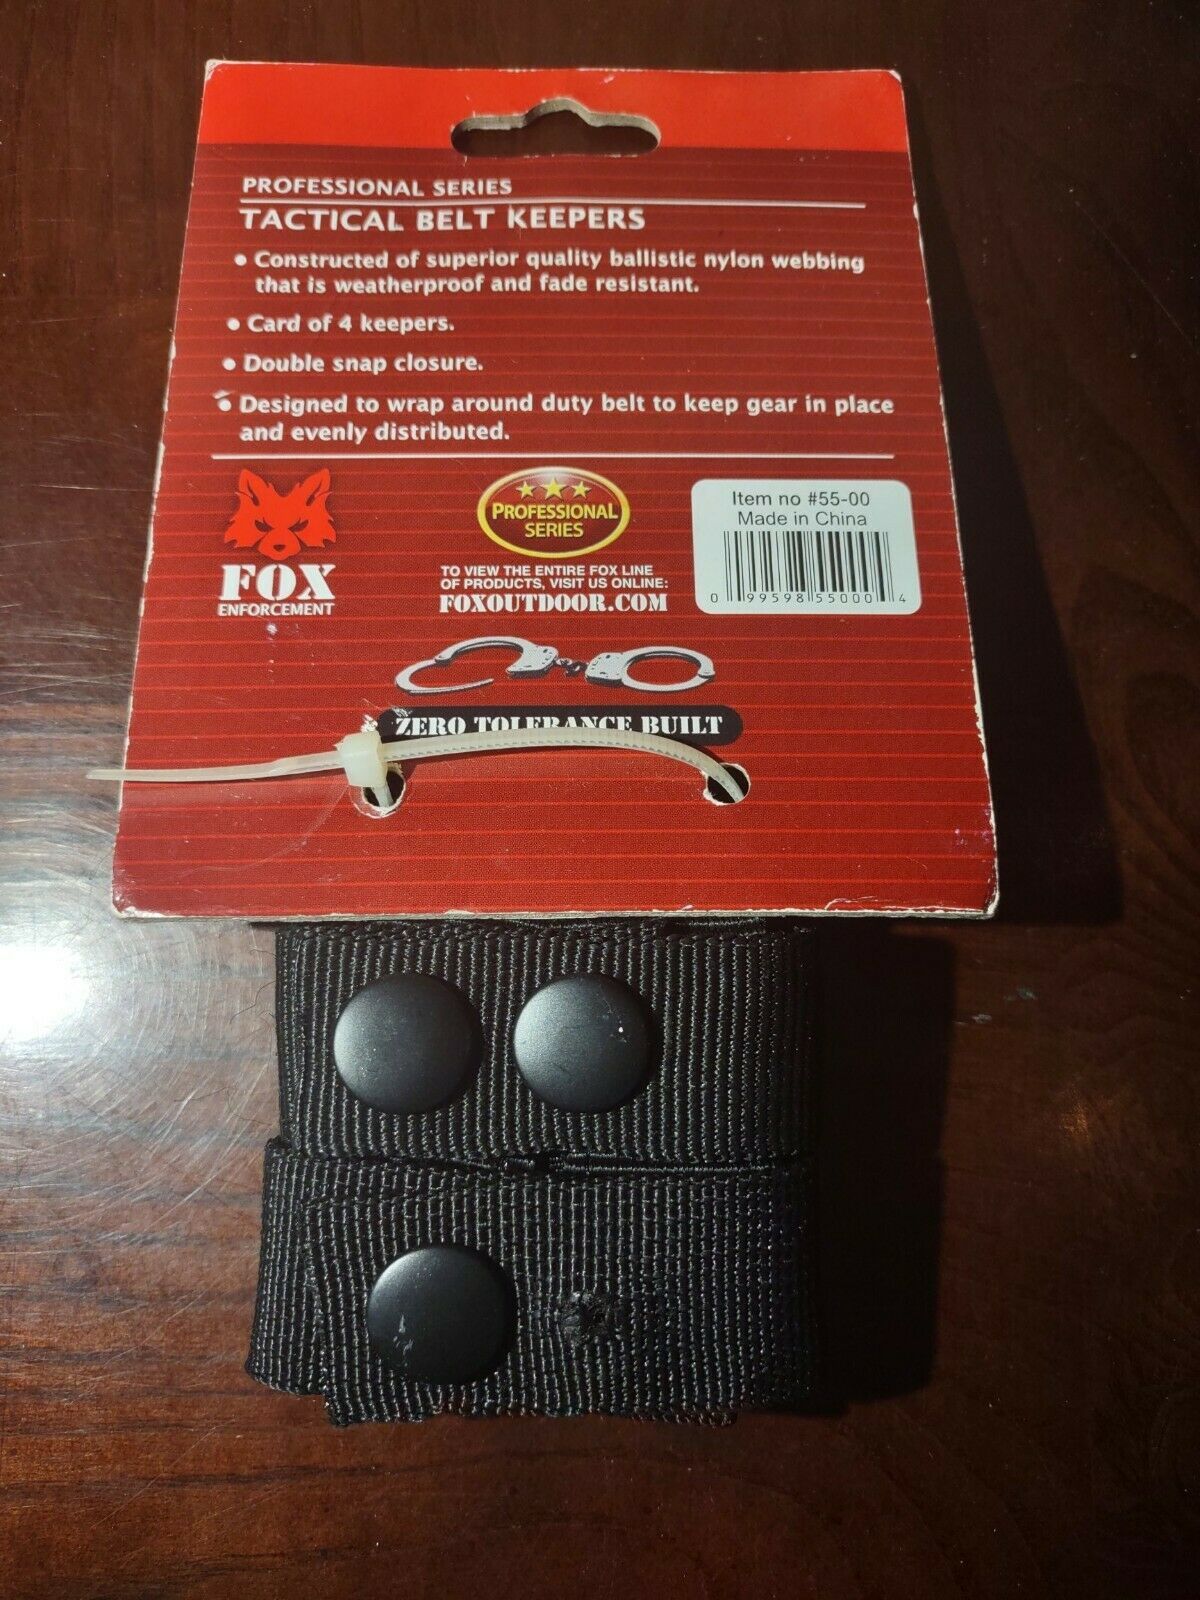 PROFESSIONAL SERIES
TACTICAL BELT KEEPERS
• Constructed of superior quality ballistic nylon webbing
that is weatherproof and fade resistant.
• Card of 4 keepers.
• Double snap closure.
• Designed to wrap around duty belt to keep gear in place
and evenly distributed.
FOX
ENFORCEMENT
PROFESSIONAL
SERIES
TO VIEW THE ENTIRE FOX LINE
OF PRODUCTS, VISIT US ONLINE:
FOXOUTDOOR.COM
Item no #55-00
Made in China
0 99598 55000 4
ZERO TOLERANCE BUILT